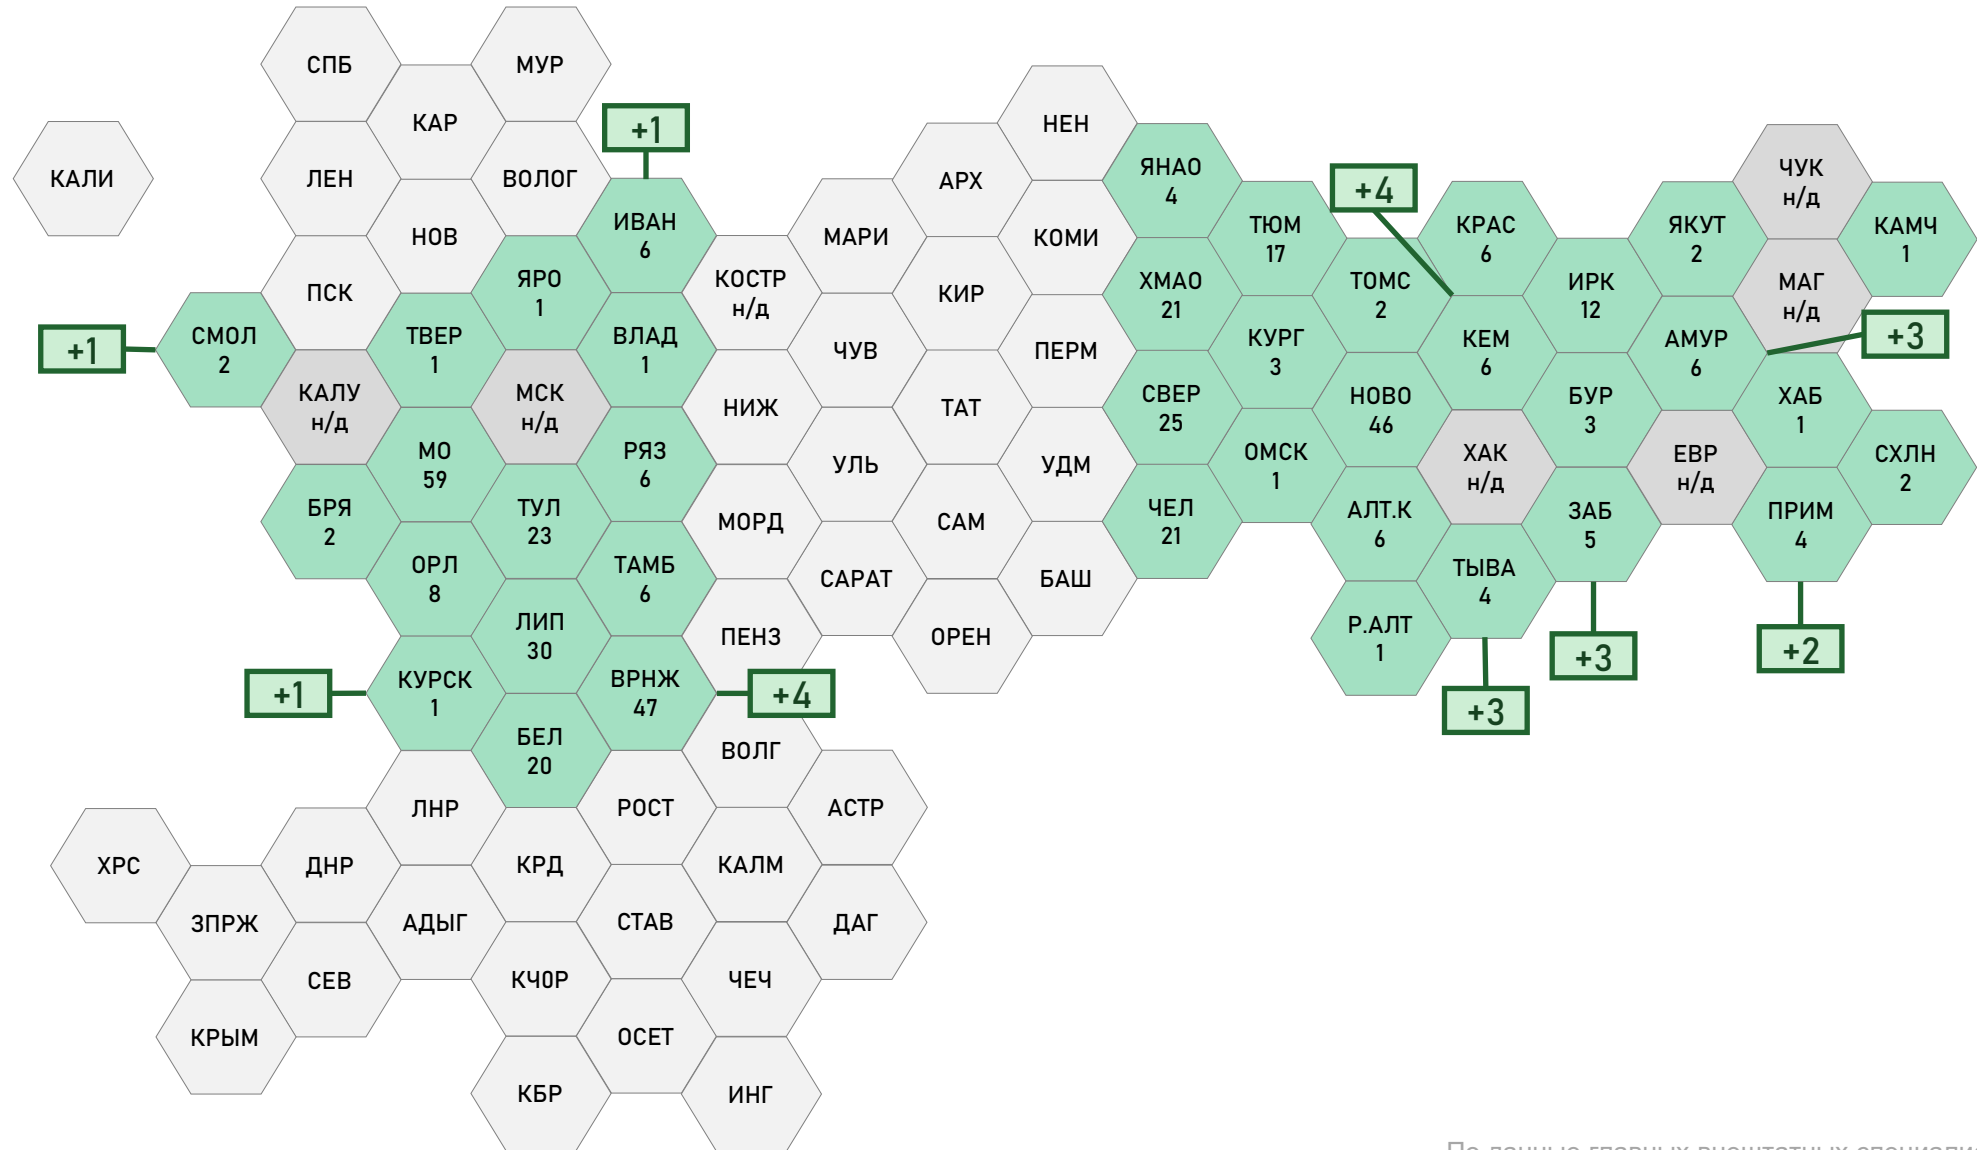 СПБ
МУР
КАР
+1
НЕН
КАЛИ
ЛЕН
ВОЛОГ
АРХ
ЯНАО
4
ЧУК
н/д
+4
ИВАН
6
НОВ
МАРИ
КОМИ
ТЮМ
17
КРАС
6
ЯКУТ
2
КАМЧ
1
ПСК
ЯРО
1
КОСТР
н/д
КИР
ХМАО
21
ТОМС
2
ИРК
12
МАГ
н/д
+1
СМОЛ
2
ТВЕР
1
ВЛАД
1
ЧУВ
ПЕРМ
КУРГ
3
КЕМ
6
АМУР
6
+3
КАЛУ
н/д
МСК
н/д
НИЖ
ТАТ
СВЕР
25
НОВО
46
БУР
3
ХАБ
1
МО
59
РЯЗ
6
УЛЬ
УДМ
ОМСК
1
ХАК
н/д
ЕВР
н/д
СХЛН
2
БРЯ
2
ТУЛ
23
МОРД
САМ
ЧЕЛ
21
АЛТ.К
6
ЗАБ
5
ПРИМ
4
ОРЛ
8
ТАМБ
6
САРАТ
БАШ
ТЫВА
4
ЛИП
30
ПЕНЗ
ОРЕН
Р.АЛТ
1
+3
+2
+1
КУРСК
1
ВРНЖ
47
+4
+3
БЕЛ
20
ВОЛГ
ЛНР
РОСТ
АСТР
ХРС
ДНР
КРД
КАЛМ
ЗПРЖ
АДЫГ
СТАВ
ДАГ
СЕВ
КЧ0Р
ЧЕЧ
КРЫМ
ОСЕТ
КБР
ИНГ